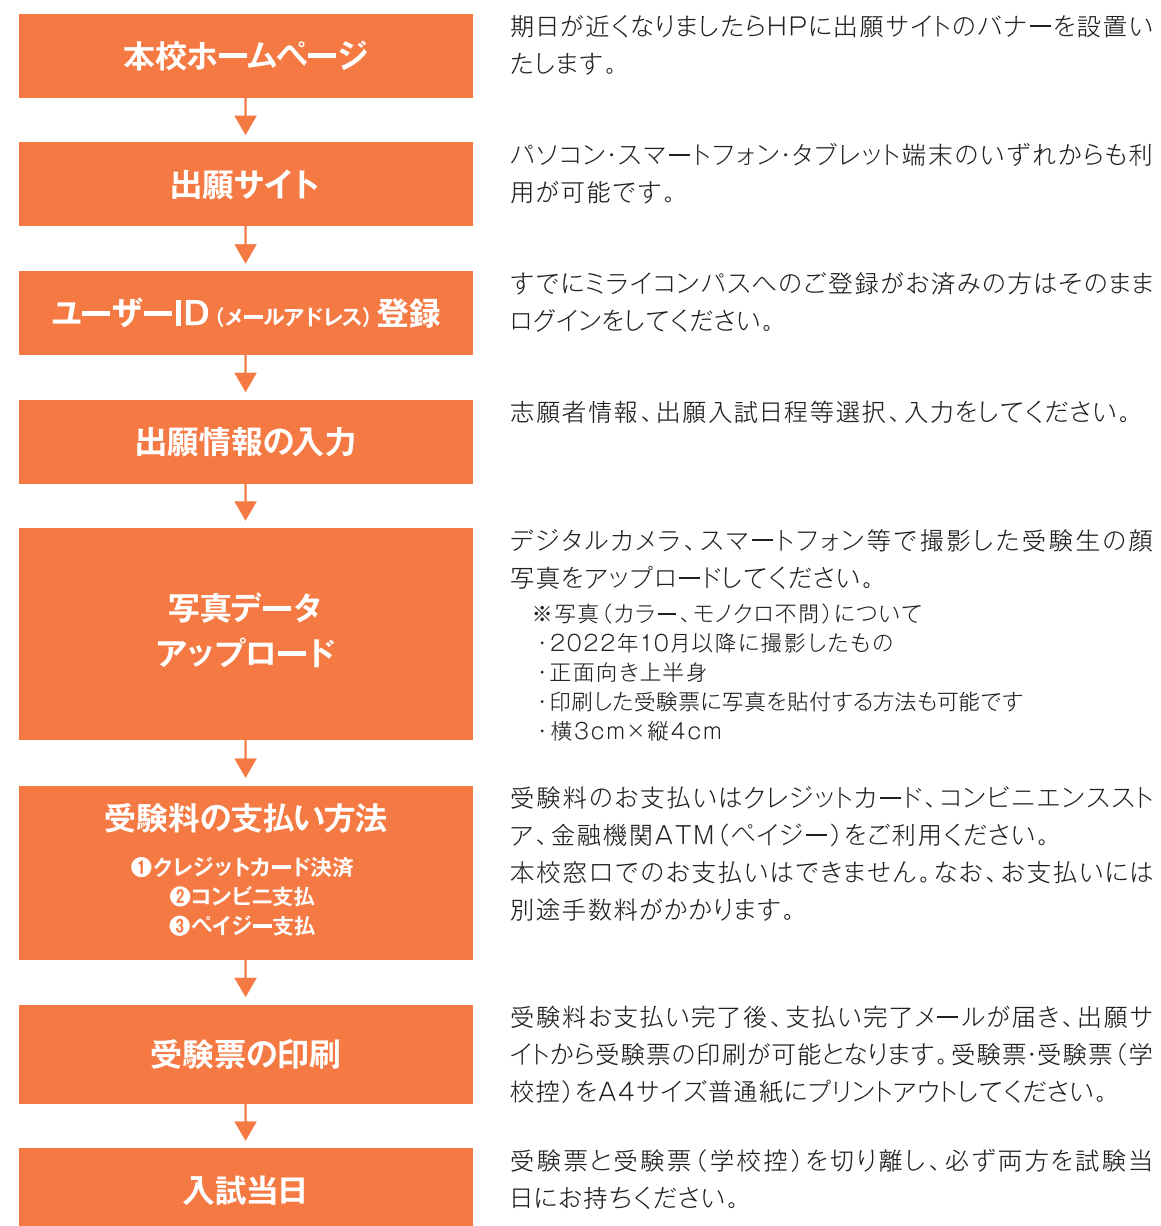 本校ホームページ
期日が近くなりましたらHPに出願サイトのバナーを設置い
たします。
出願サイト
パソコン・スマートフォン・タブレット端末のいずれからも利
用が可能です。
ユーザーID（メールアドレス）登録
すでにミライコンパスへのご登録がお済みの方はそのまま
ログインをしてください。
出願情報の入力
志願者情報、出願入試日程等選択、入力をしてください。
写真データ
アップロード
デジタルカメラ、スマートフォン等で撮影した受験生の顔
写真をアップロードしてください。
※写真（カラー、モノクロ不問）について
・2022年10月以降に撮影したもの
・正面向き上半身
・印刷した受験票に写真を貼付する方法も可能です
・横3cm×縦4cm
受験料の支払い方法
❶クレジットカード決済
❷コンビニ支払
❸ペイジー支払
受験料のお支払いはクレジットカード、コンビニエンススト
ア、金融機関ATM（ペイジー）をご利用ください。
本校窓口でのお支払いはできません。なお、お支払いには
別途手数料がかかります。
受験票の印刷
受験料お支払い完了後、支払い完了メールが届き、出願サ
イトから受験票の印刷が可能となります。受験票・受験票（学
校控）をA4サイズ普通紙にプリントアウトしてください。
入試当日
受験票と受験票（学校控）を切り離し、必ず両方を試験当
日にお持ちください。